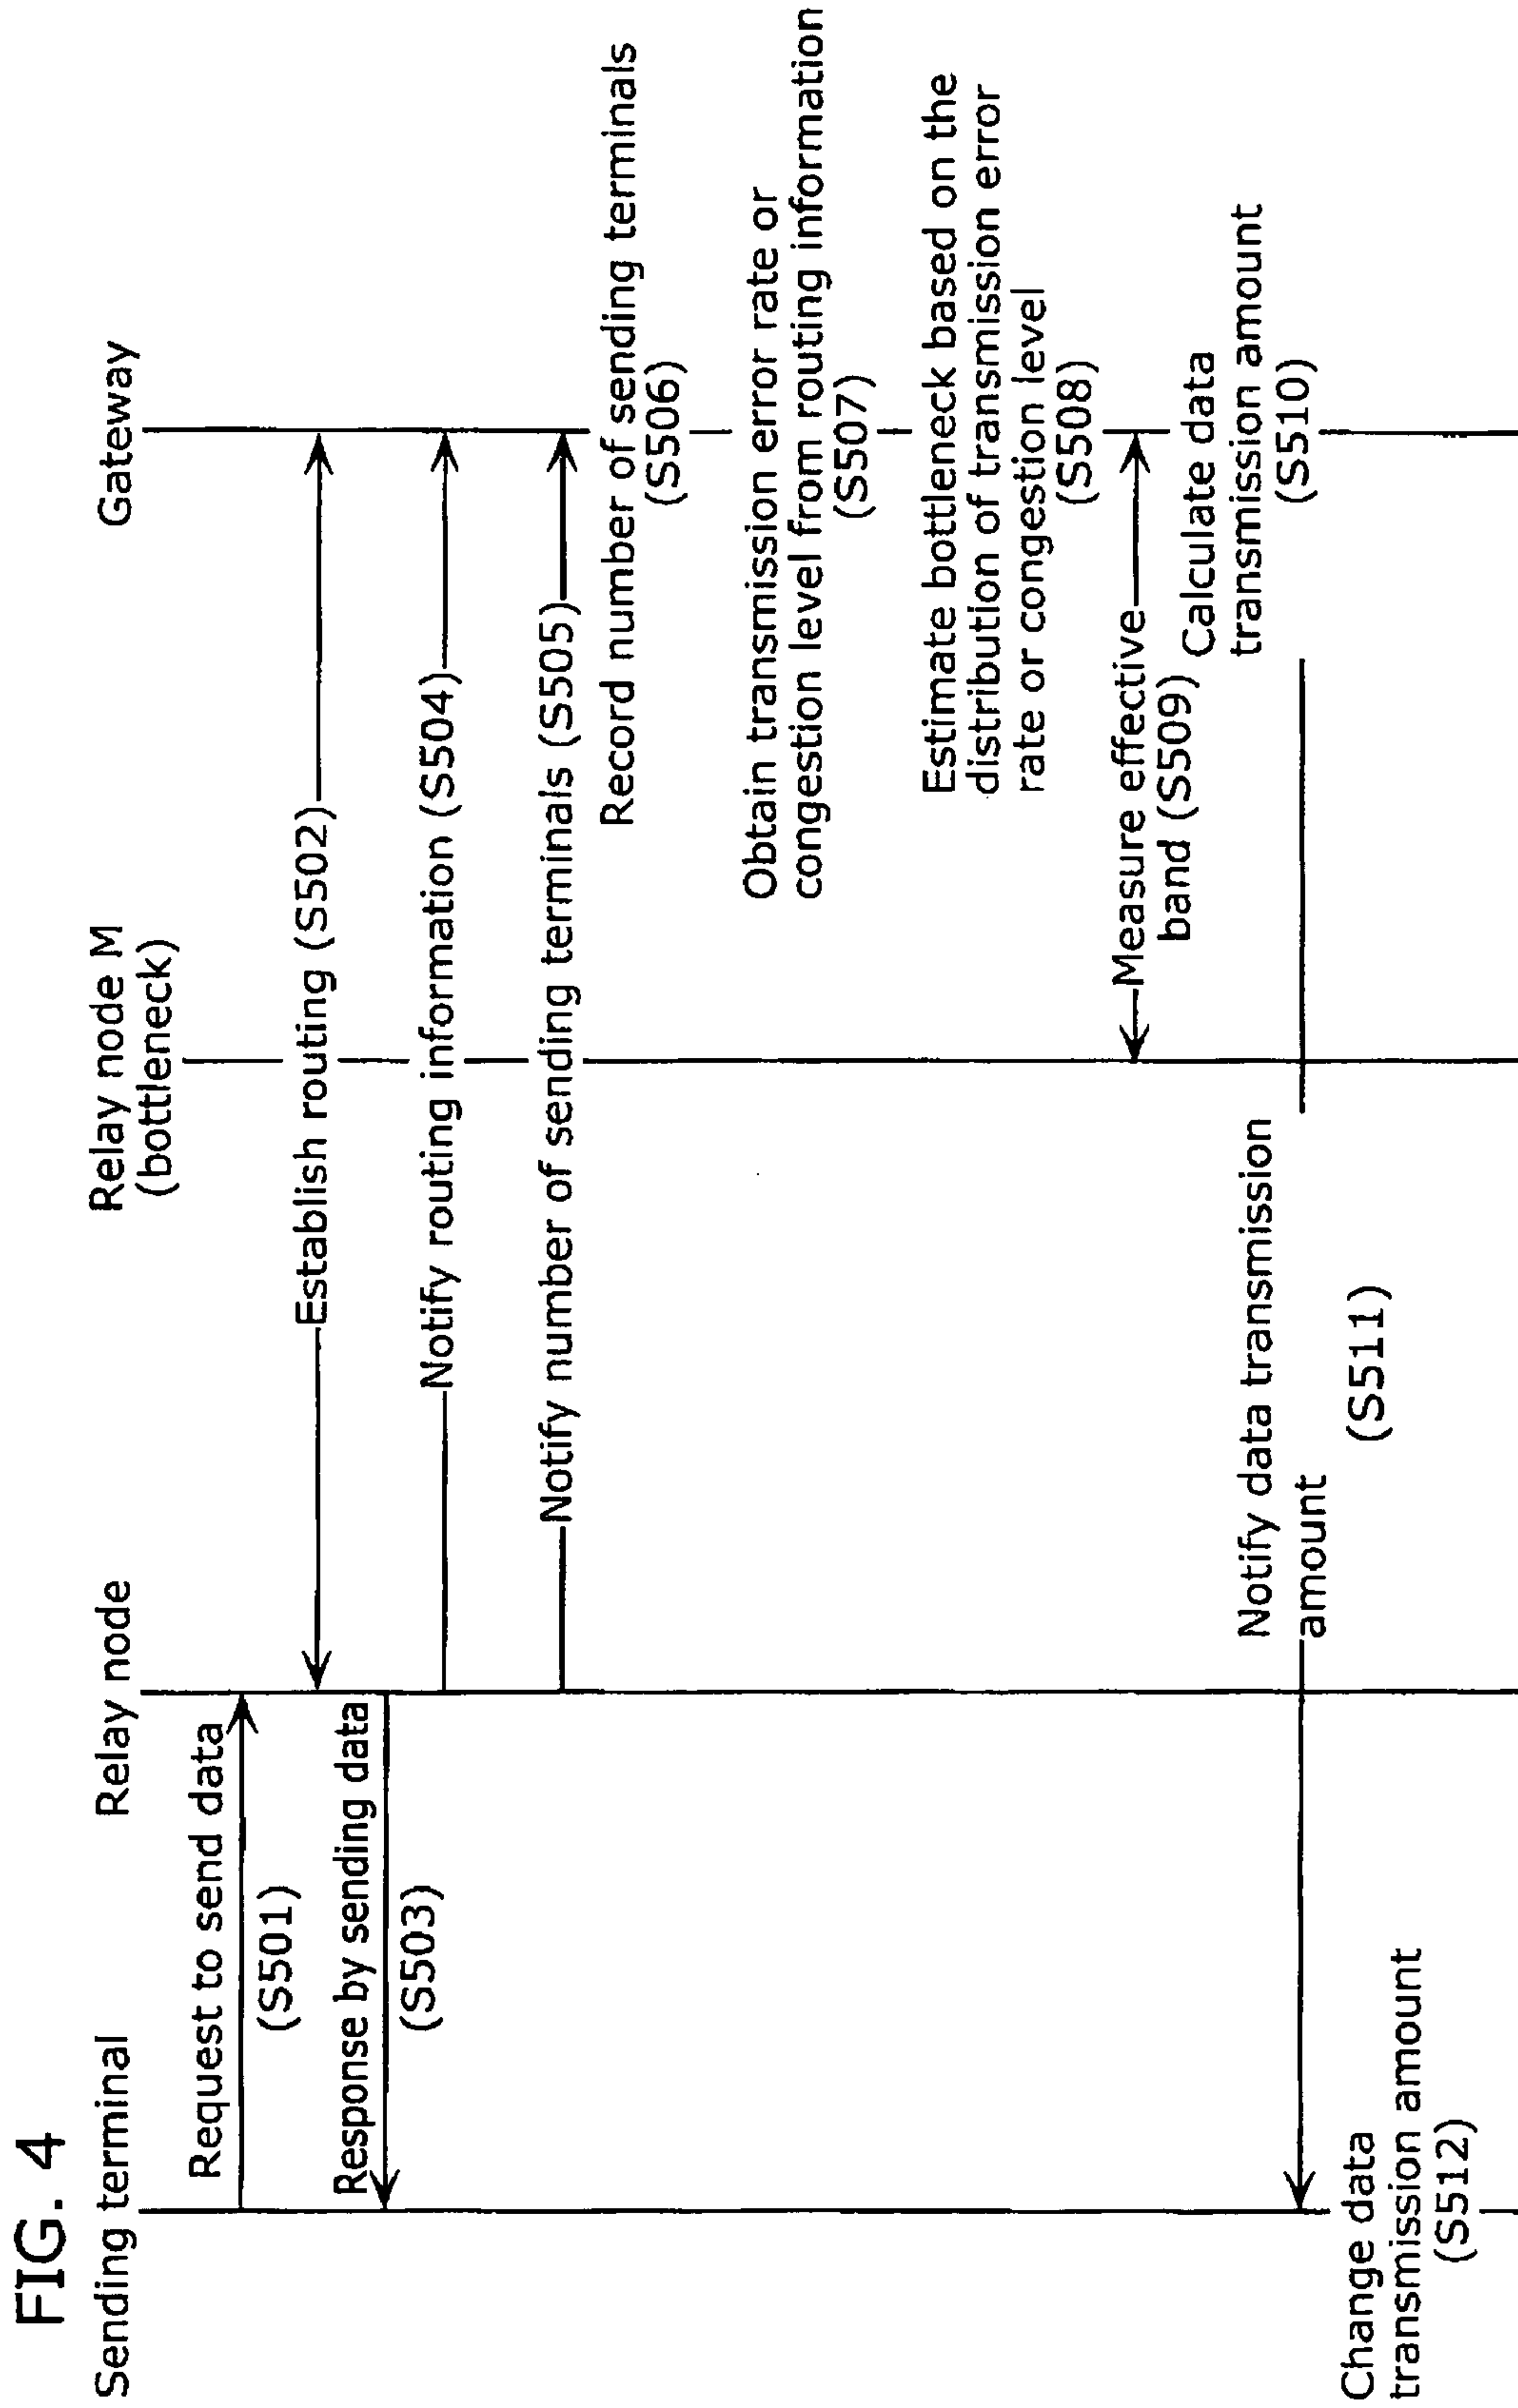 FIG. 4
Sending terminal
Relay node
Relay node M
(bottleneck)
Gateway
Request to send data
(S501)
Establish routing (S502)
Response by sending data
(S503)
Notify routing information (S504)
Notify number of sending terminals (S505)
Record number of sending terminals
(S506)
Obtain transmission error rate or
congestion level from routing information
(S507)
Estimate bottleneck based on the
distribution of transmission error
rate or congestion level
(S508)
Measure effective
band (S509)
Calculate data
transmission amount
(S510)
Notify data transmission
amount
(S511)
Change data
transmission amount
(S512)